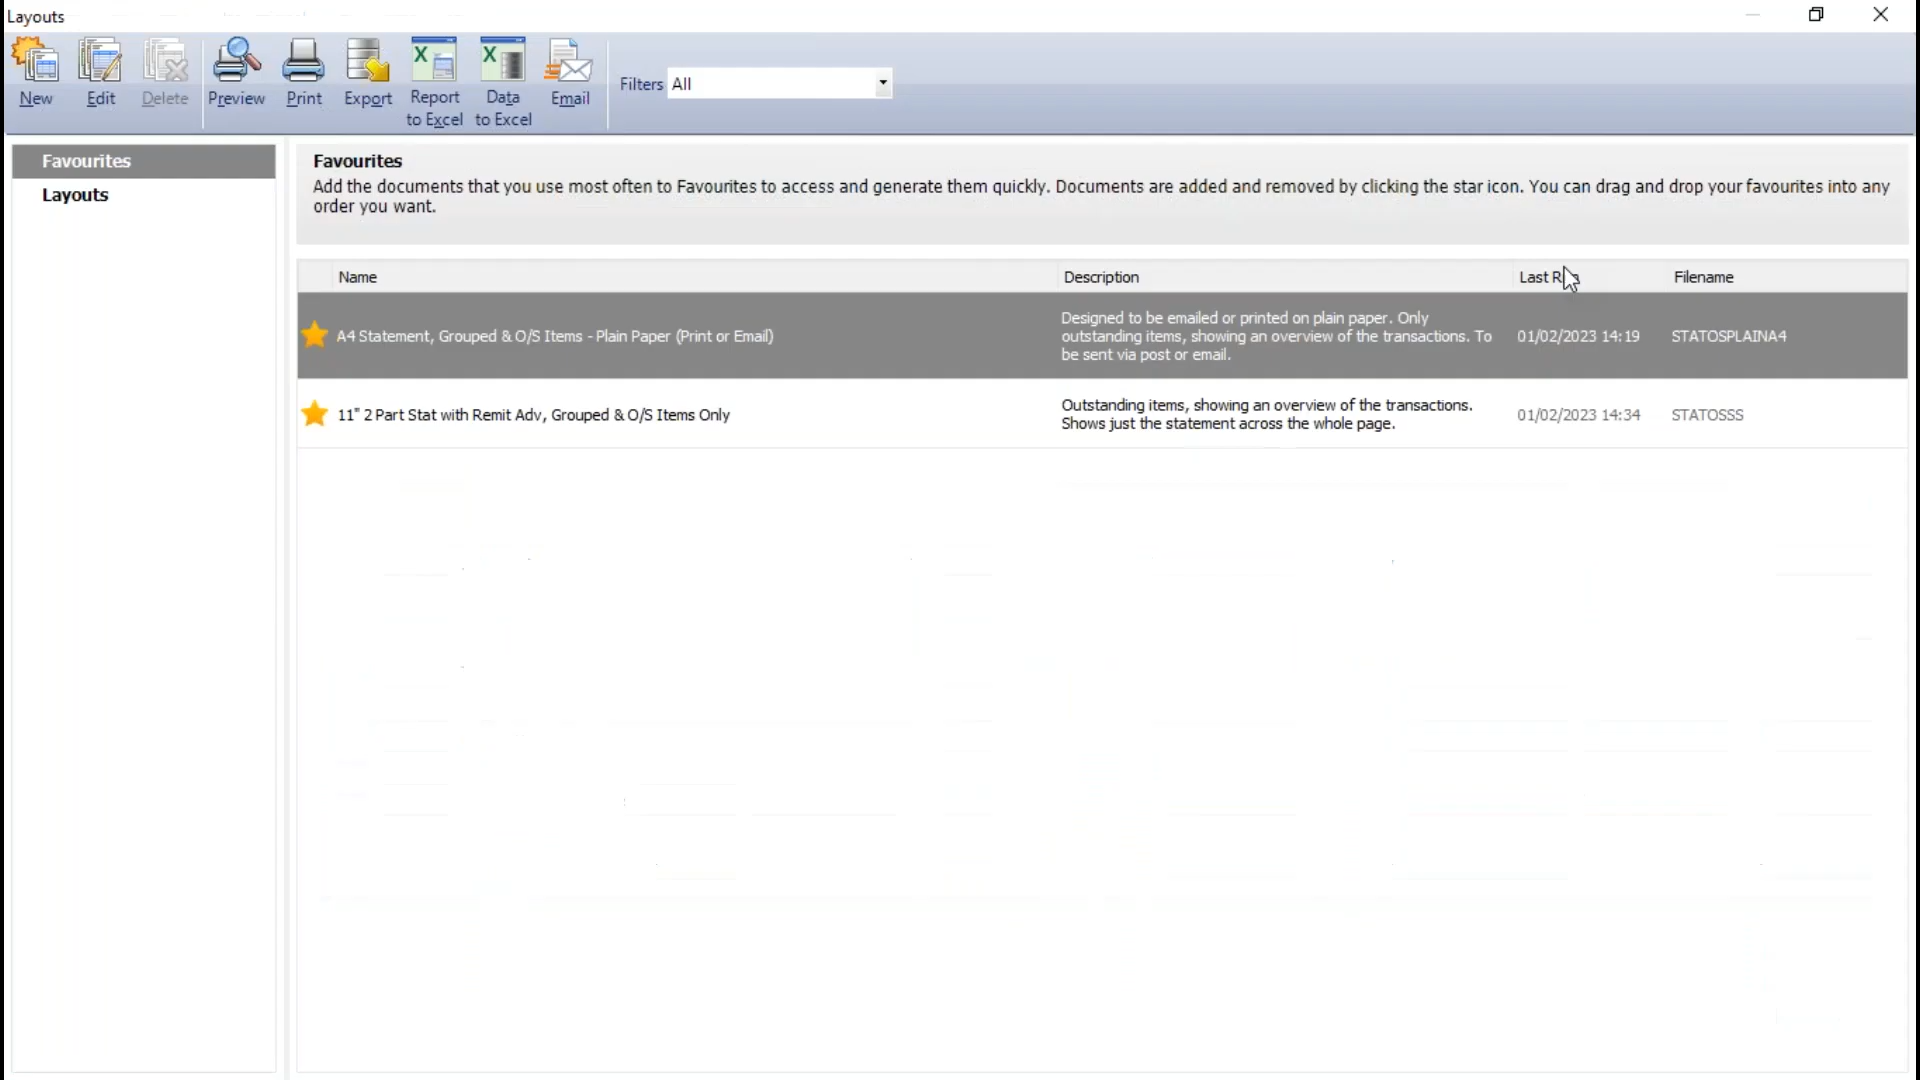 Layouts
New
Edit
Delete
Preview
Print
Export
Report
to Excel
Data
to Excel
Email
Filters All
Favourites
Layouts
Favourites
Add the documents that you use most often to Favourites to access and generate them quickly. Documents are added and removed by clicking the star icon. You can drag and drop your favourites into any
order you want.
Name
Description
Last
Filename
A4 Statement, Grouped & O/S Items - Plain Paper (Print or Email)
Designed to be emailed or printed on plain paper. Only
outstanding items, showing an overview of the transactions. To
be sent via post or email.
01/02/2023 14:19
STATOSPLAINA4
11" 2 Part Stat with Remit Adv, Grouped & O/S Items Only
Outstanding items, showing an overview of the transactions.
Shows just the statement across the whole page.
01/02/2023 14:34
STATOSSS